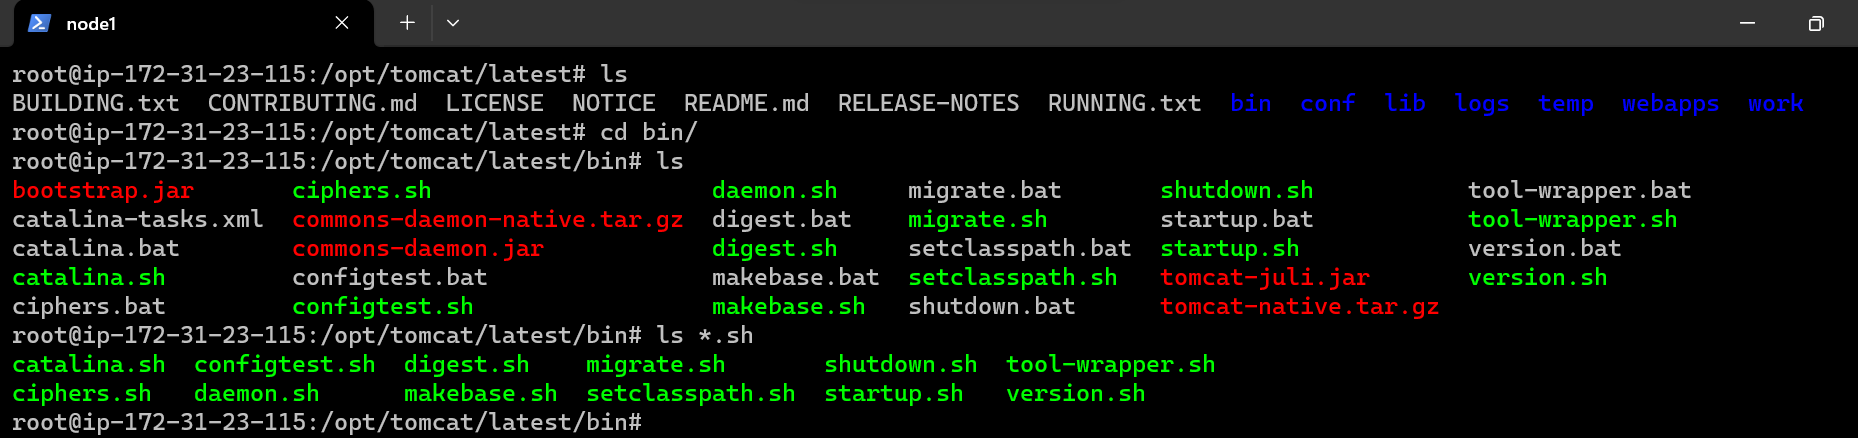 node1
root@ip-172-31-23-115:/opt/tomcat/latest# ls
BUILDING.txt  CONTRIBUTING.md  LICENSE  NOTICE  README.md  RELEASE-NOTES  RUNNING.txt  bin  conf  lib  logs  temp  webapps  work
root@ip-172-31-23-115:/opt/tomcat/latest# cd bin/
root@ip-172-31-23-115:/opt/tomcat/latest/bin# ls
bootstrap.jar       ciphers.sh                    daemon.sh     migrate.bat      shutdown.sh           tool-wrapper.bat
catalina-tasks.xml  commons-daemon-native.tar.gz  digest.bat    migrate.sh       startup.bat           tool-wrapper.sh
catalina.bat        commons-daemon.jar            digest.sh     setclasspath.bat  startup.sh            version.bat
catalina.sh         configtest.bat                makebase.bat  setclasspath.sh   tomcat-juli.jar       version.sh
ciphers.bat         configtest.sh                 makebase.sh   shutdown.bat      tomcat-native.tar.gz
root@ip-172-31-23-115:/opt/tomcat/latest/bin# ls *.sh
catalina.sh  configtest.sh  digest.sh    migrate.sh       shutdown.sh  tool-wrapper.sh
ciphers.sh   daemon.sh      makebase.sh  setclasspath.sh  startup.sh   version.sh
root@ip-172-31-23-115:/opt/tomcat/latest/bin#